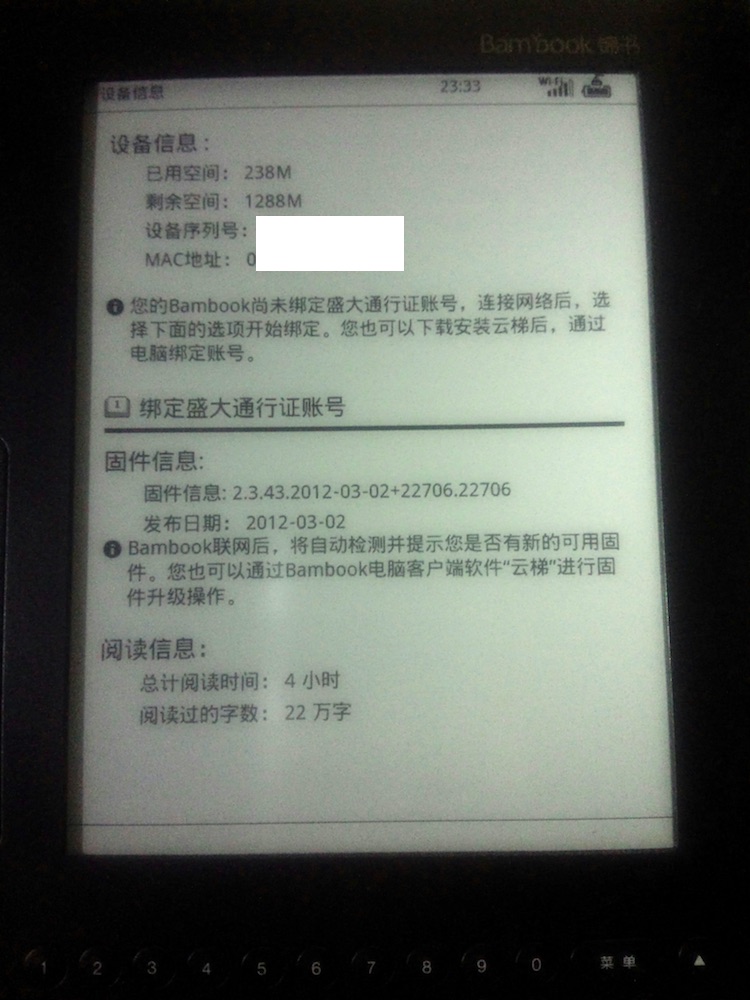 Bambook 锦书
设备信息 23:33 Wi-Fi
设备信息：
已用空间： 238M
剩余空间： 1288M
设备序列号：
MAC地址： 0
您的Bambook尚未绑定盛大通行证账号，连接网络后，选
择下面的选项开始绑定。您也可以下载安装云梯后，通过
电脑绑定账号。
1 绑定盛大通行证账号
固件信息:
固件信息: 2.3.43.2012-03-02+22706.22706
发布日期： 2012-03-02
Bambook联网后，将自动检测并提示您是否有新的可用固
件。您也可以通过Bambook电脑客户端软件“云梯”进行固
件升级操作。
阅读信息：
总计阅读时间： 4 小时
阅读过的字数： 22 万字
1 2 3 4 5 6 7 8 9 0 菜单 ▲